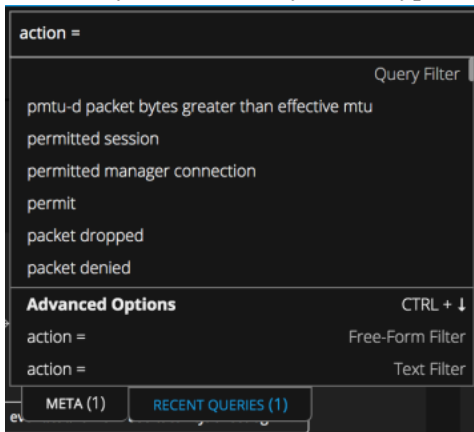 action =
Query Filter
pmtu-d packet bytes greater than effective mtu
permitted session
permitted manager connection
permit
packet dropped
packet denied
Advanced Options CTRL + ↓
action = Free-Form Filter
action = Text Filter
META (1) RECENT QUERIES (1)